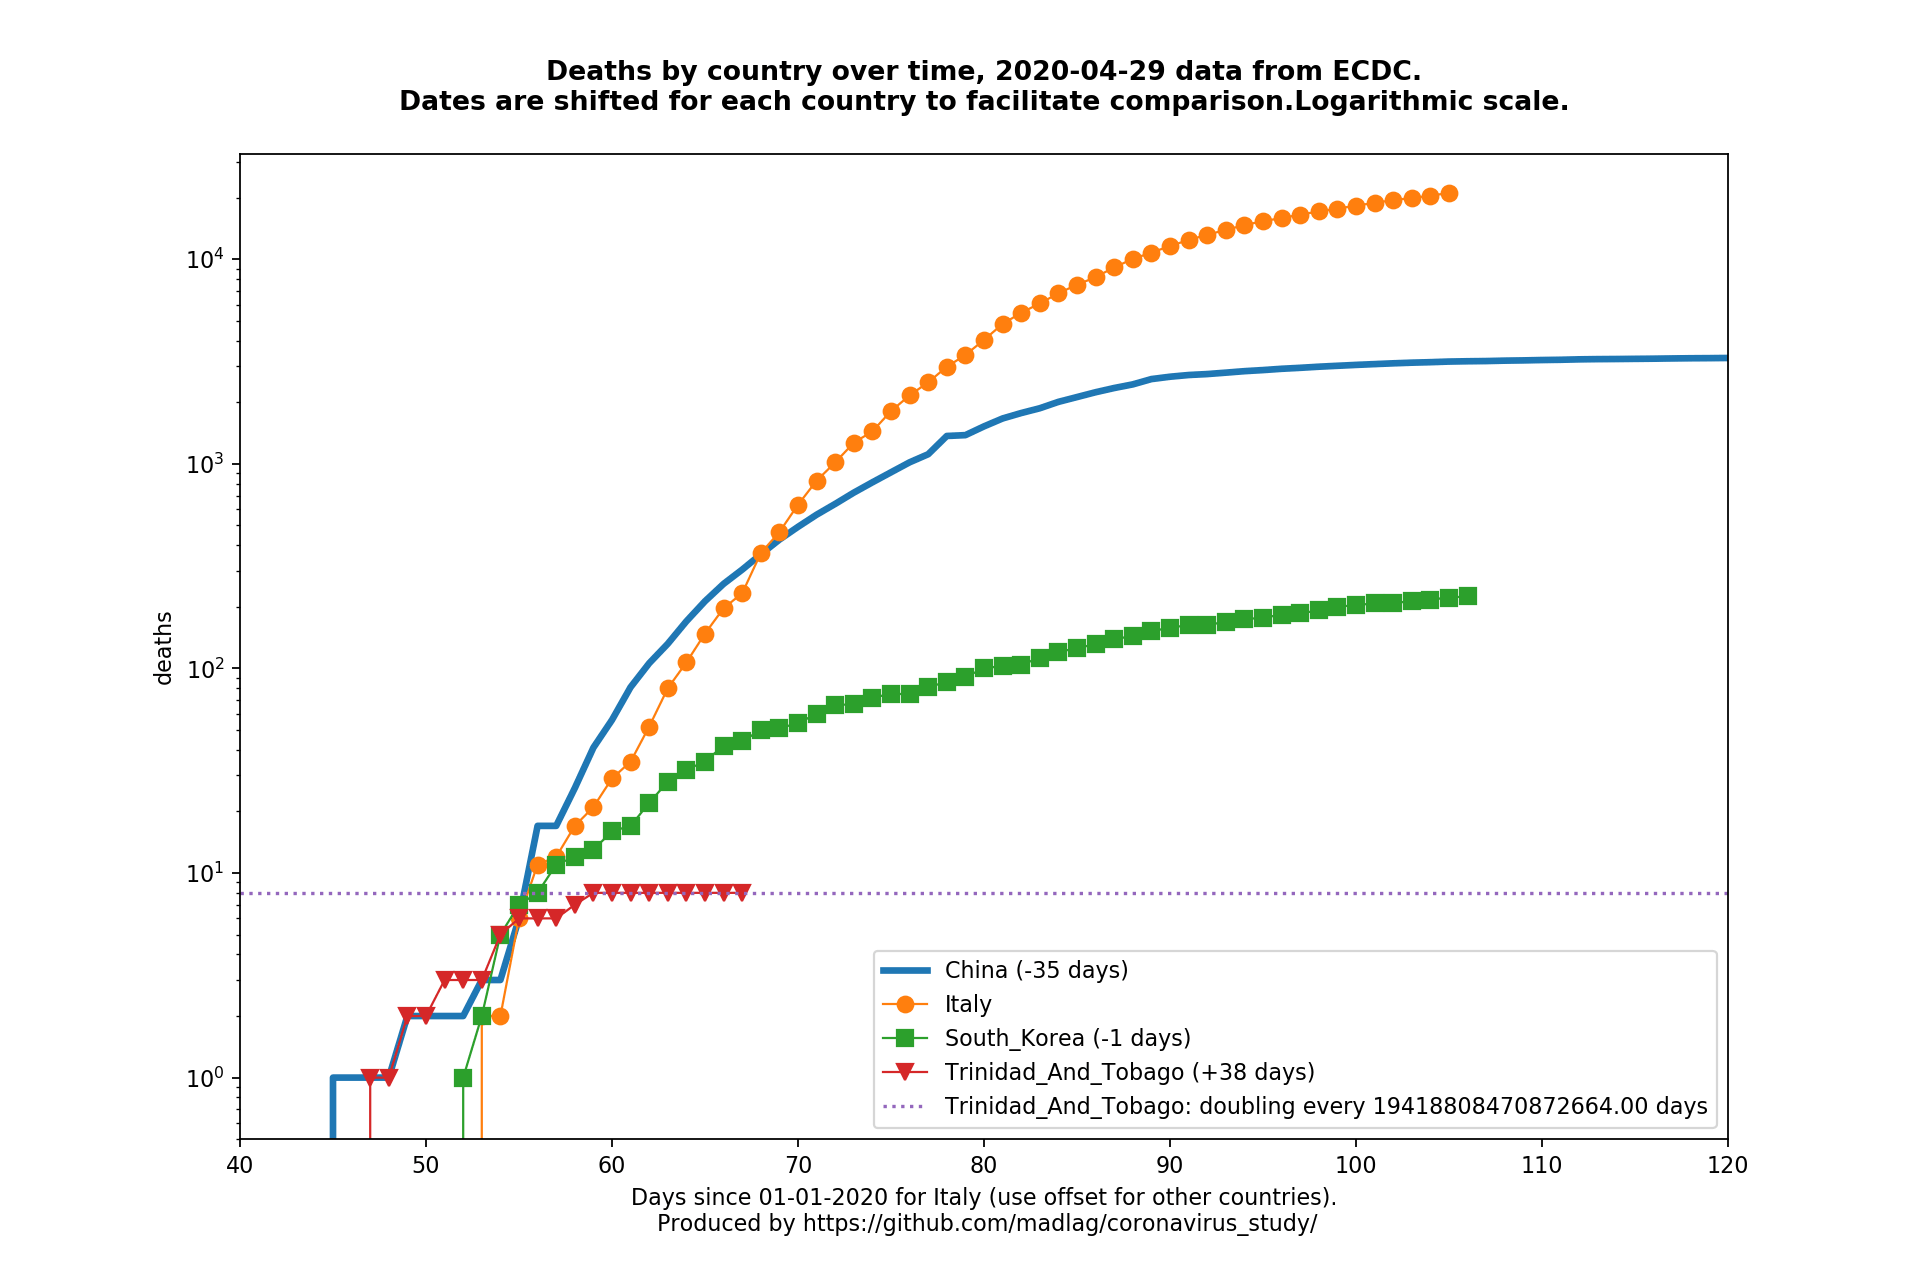 Deaths by country over time, 2020-04-29 data from ECDC.
Dates are shifted for each country to facilitate comparison.Logarithmic scale.
deaths
10^4
10^3
10^2
10^1
10^0
China (-35 days)
Italy
South_Korea (-1 days)
Trinidad_And_Tobago (+38 days)
Trinidad_And_Tobago: doubling every 19418808470872664.00 days
40 50 60 70 80 90 100 110 120
Days since 01-01-2020 for Italy (use offset for other countries).
Produced by https://github.com/madlag/coronavirus_study/